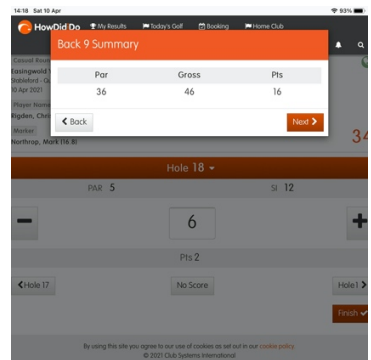 14:18 Sat 10 Apr
93%
HowDidiDo My Results Today's Golf Booking Home Club
Back 9 Summary
Par Gross Pts
36 46 16
Back Next
Casual Roun
Easingwold
Stableford - Qu
10 Apr 2021
Player Name
Rigden, Chri
Marker
Northrop, Mark (16.8)
34
Hole 18
PAR 5 SI 12
6
Pts 2
Hole 17 No Score Hole 1
Finish
By using this site you agree to our use of cookies as set out in our cookie policy.
© 2021 Club Systems International